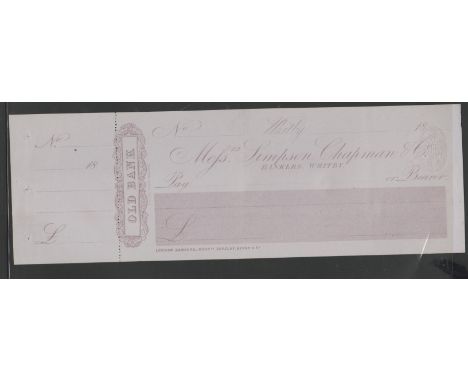 No
18
£
OLD BANK
No Whitby 18
Messrs. Simpson Chapman & Co.
BANKERS, WHITBY.
Pay or Bearer
£